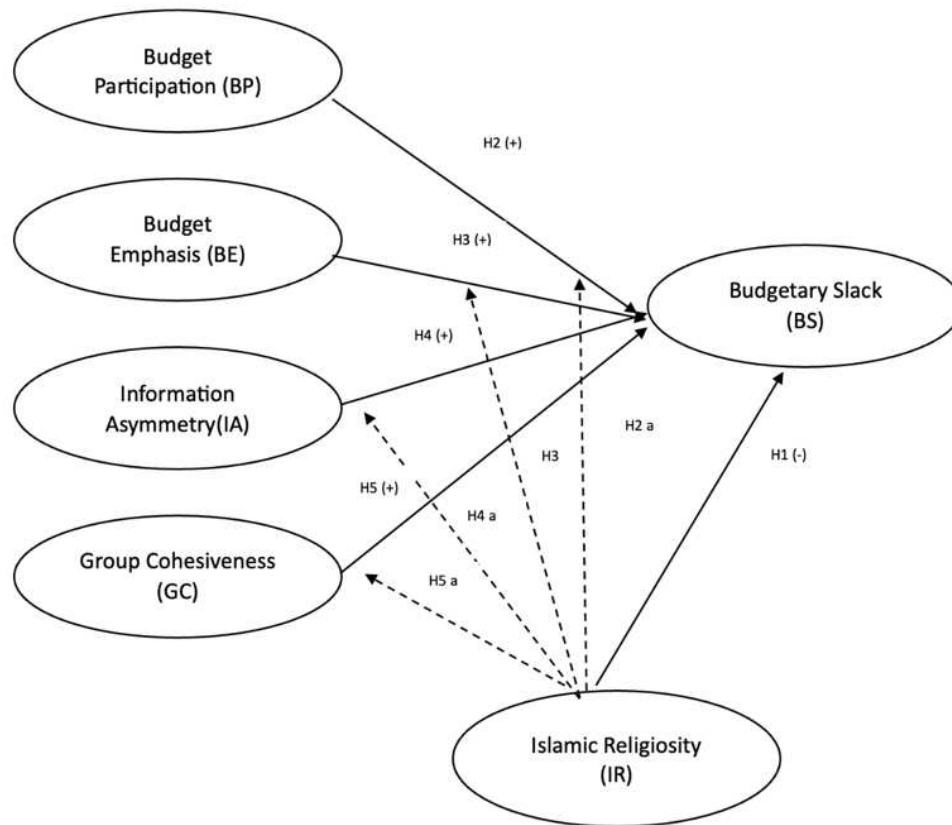 Budget
Participation (BP)
H2 (+)
Budget
Emphasis (BE)
H3 (+)
Budgetary Slack
(BS)
H4 (+)
Information
Asymmetry(IA)
H2 a
H3
H1 (-)
H5 (+)
H4 a
Group Cohesiveness
(GC)
H5 a
Islamic Religiosity
(IR)